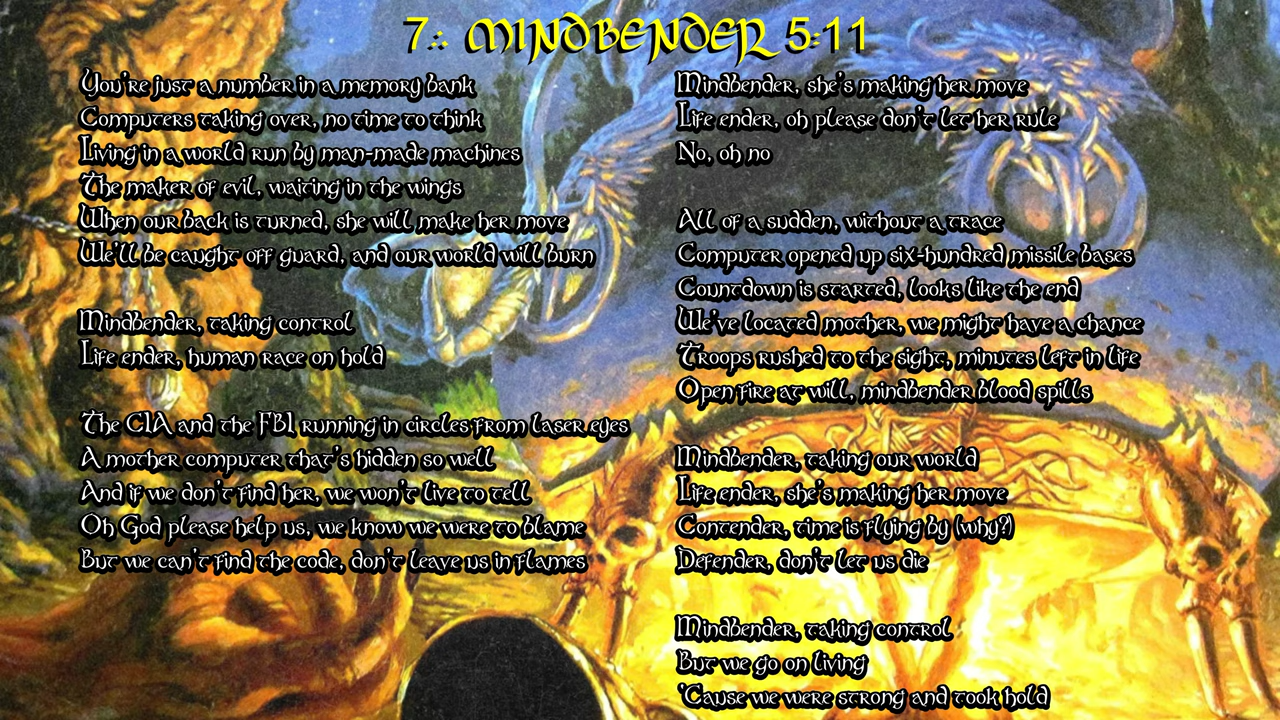 7.: MINDBENDER 5:11
You're just a number in a memory bank
Computers taking over, no time to think
Living in a world run by man-made machines
The maker of evil, waiting in the wings
When our back is turned, she will make her move
We'll be caught off guard, and our world will burn
Mindbender, taking control
Life ender, human race on hold
The CIA and the FBI running in circles from laser eyes
A mother computer that's hidden so well
And if we don't find her, we won't live to tell
Oh God please help us, we know we were to blame
But we can't find the code, don't leave us in flames
Mindbender, she's making her move
Life ender, oh please don't let her rule
No, oh no
All of a sudden, without a trace
Computer opened up six-hundred missile bases
Countdown is started, looks like the end
We've located mother, we might have a chance
Troops rushed to the sight, minutes left in life
Open fire at will, mindbender blood spills
Mindbender, taking our world
Life ender, she's making her move
Contender, time is flying by (why?)
Defender, don't let us die
Mindbender, taking control
But we go on living
'Cause we were strong and took hold